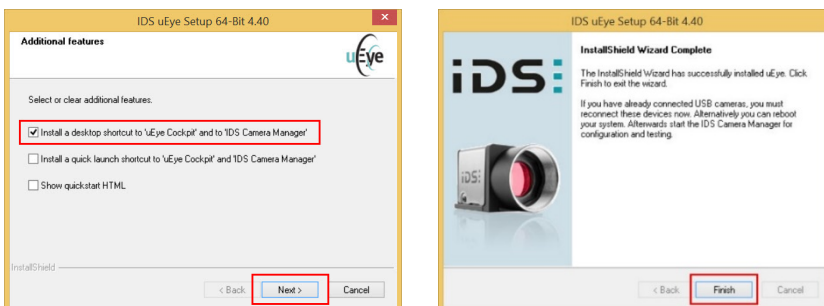 IDS uEye Setup 64-Bit 4.40
Additional features
uEye
Select or clear additional features.
Install a desktop shortcut to 'uEye Cockpit' and to 'IDS Camera Manager'
Install a quick launch shortcut to 'uEye Cockpit' and 'IDS Camera Manager'
Show quickstart HTML
InstallShield
< Back
Next >
Cancel
IDS uEye Setup 64-Bit 4.40
iDS:
InstallShield Wizard Complete
The InstallShield Wizard has successfully installed uEye. Click
Finish to exit the wizard.
If you have already connected USB cameras, you must
reconnect these devices now. Alternatively you can reboot
your system. Afterwards start the IDS Camera Manager for
configuration and testing.
iDS:
< Back
Finish
Cancel